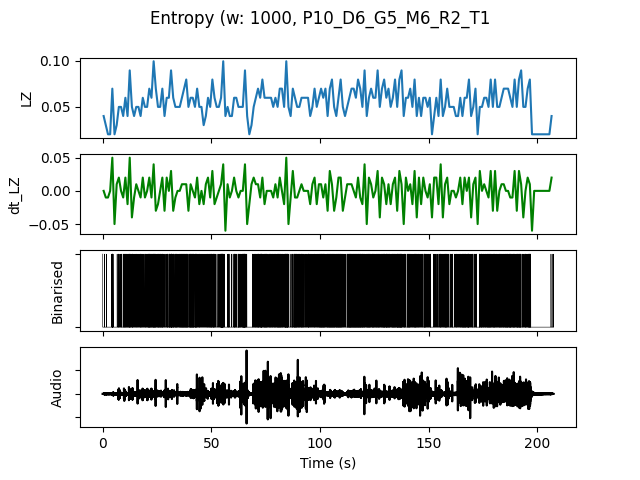 Entropy (w: 1000, P10_D6_G5_M6_R2_T1
0.10
0.05
LZ
0.05
0.00
−0.05
dt_LZ
Binarised
Audio
0
50
100
150
200
Time (s)